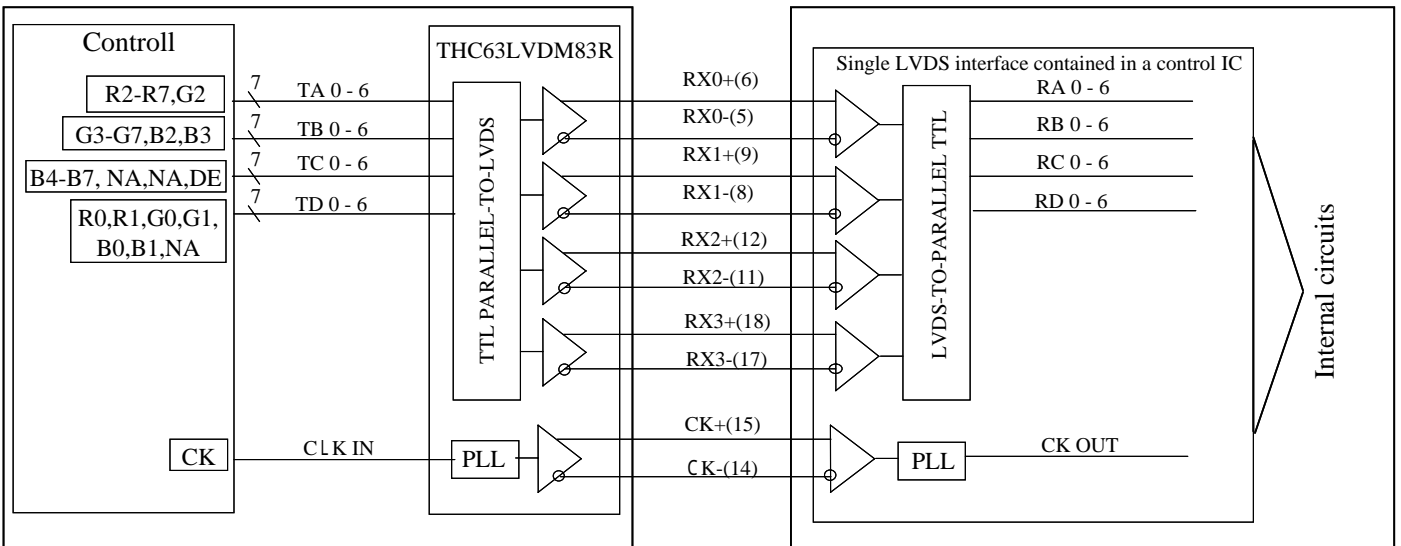 Controll
R2-R7,G2
G3-G7,B2,B3
B4-B7, NA,NA,DE
R0,R1,G0,G1,
B0,B1,NA
CK
7
TA 0 - 6
7
TB 0 - 6
7
TC 0 - 6
7
TD 0 - 6
CLK IN
THC63LVDM83R
TTL PARALLEL-TO-LVDS
PLL
RX0+(6)
RX0-(5)
RX1+(9)
RX1-(8)
RX2+(12)
RX2-(11)
RX3+(18)
RX3-(17)
CK+(15)
CK-(14)
Single LVDS interface contained in a control IC
LVDS-TO-PARALLEL TTL
PLL
RA 0 - 6
RB 0 - 6
RC 0 - 6
RD 0 - 6
CK OUT
Internal circuits